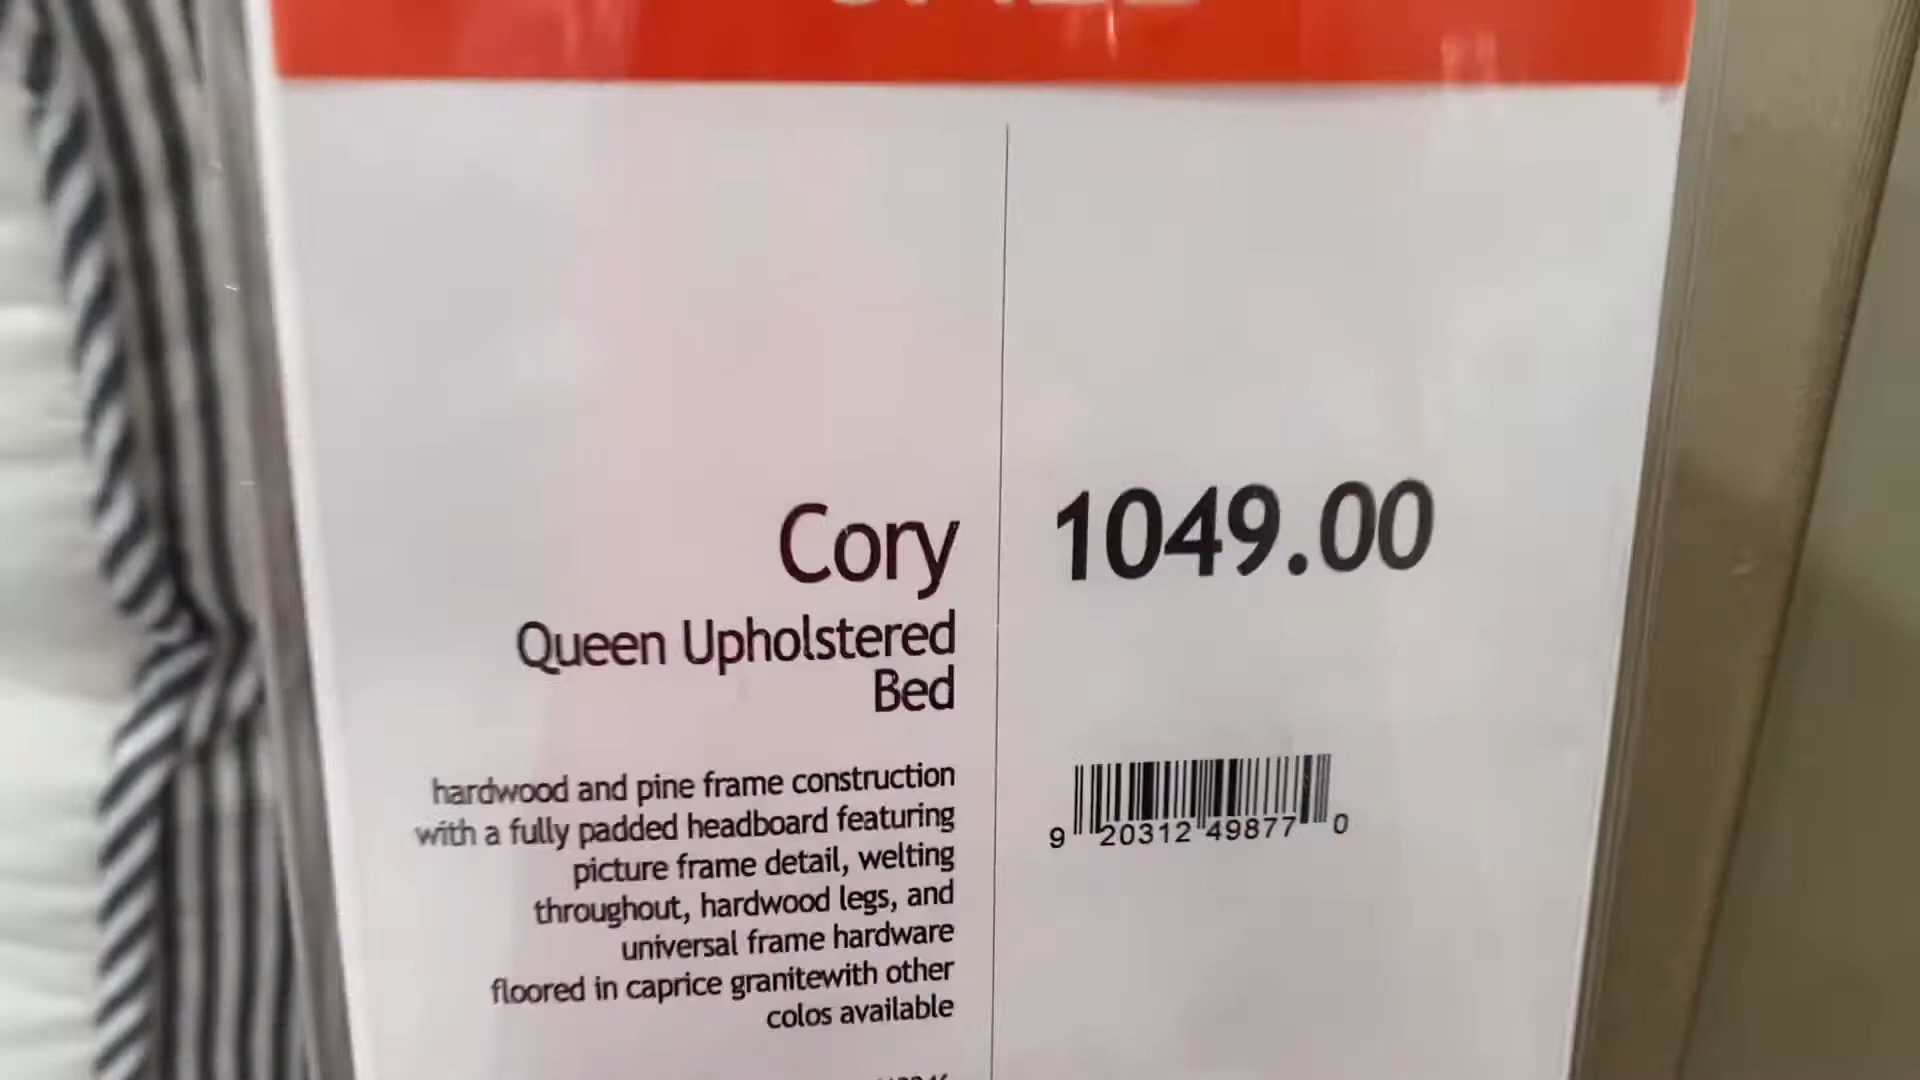 Cory
1049.00
Queen Upholstered
Bed
hardwood and pine frame construction
with a fully padded headboard featuring
picture frame detail, welting
throughout, hardwood legs, and
universal frame hardware
floored in caprice granitewith other
colos available
9 20312 49877 0